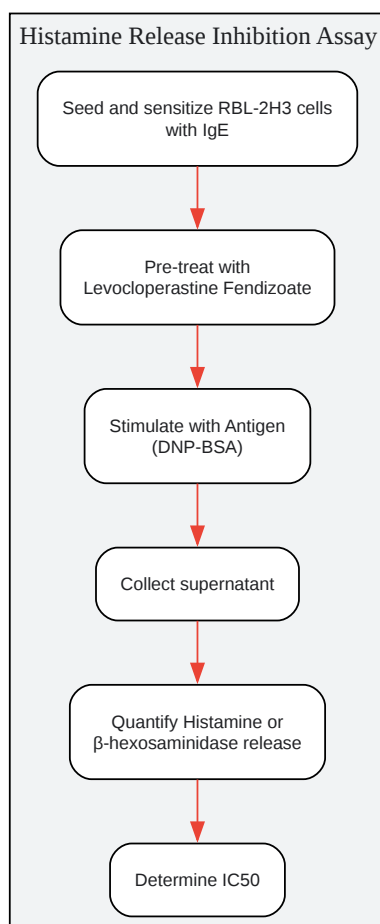 Histamine Release Inhibition Assay
Seed and sensitize RBL-2H3 cells
with IgE
Pre-treat with
Levocloperastine Fendizoate
Stimulate with Antigen
(DNP-BSA)
Collect supernatant
Quantify Histamine or
β-hexosaminidase release
Determine IC50